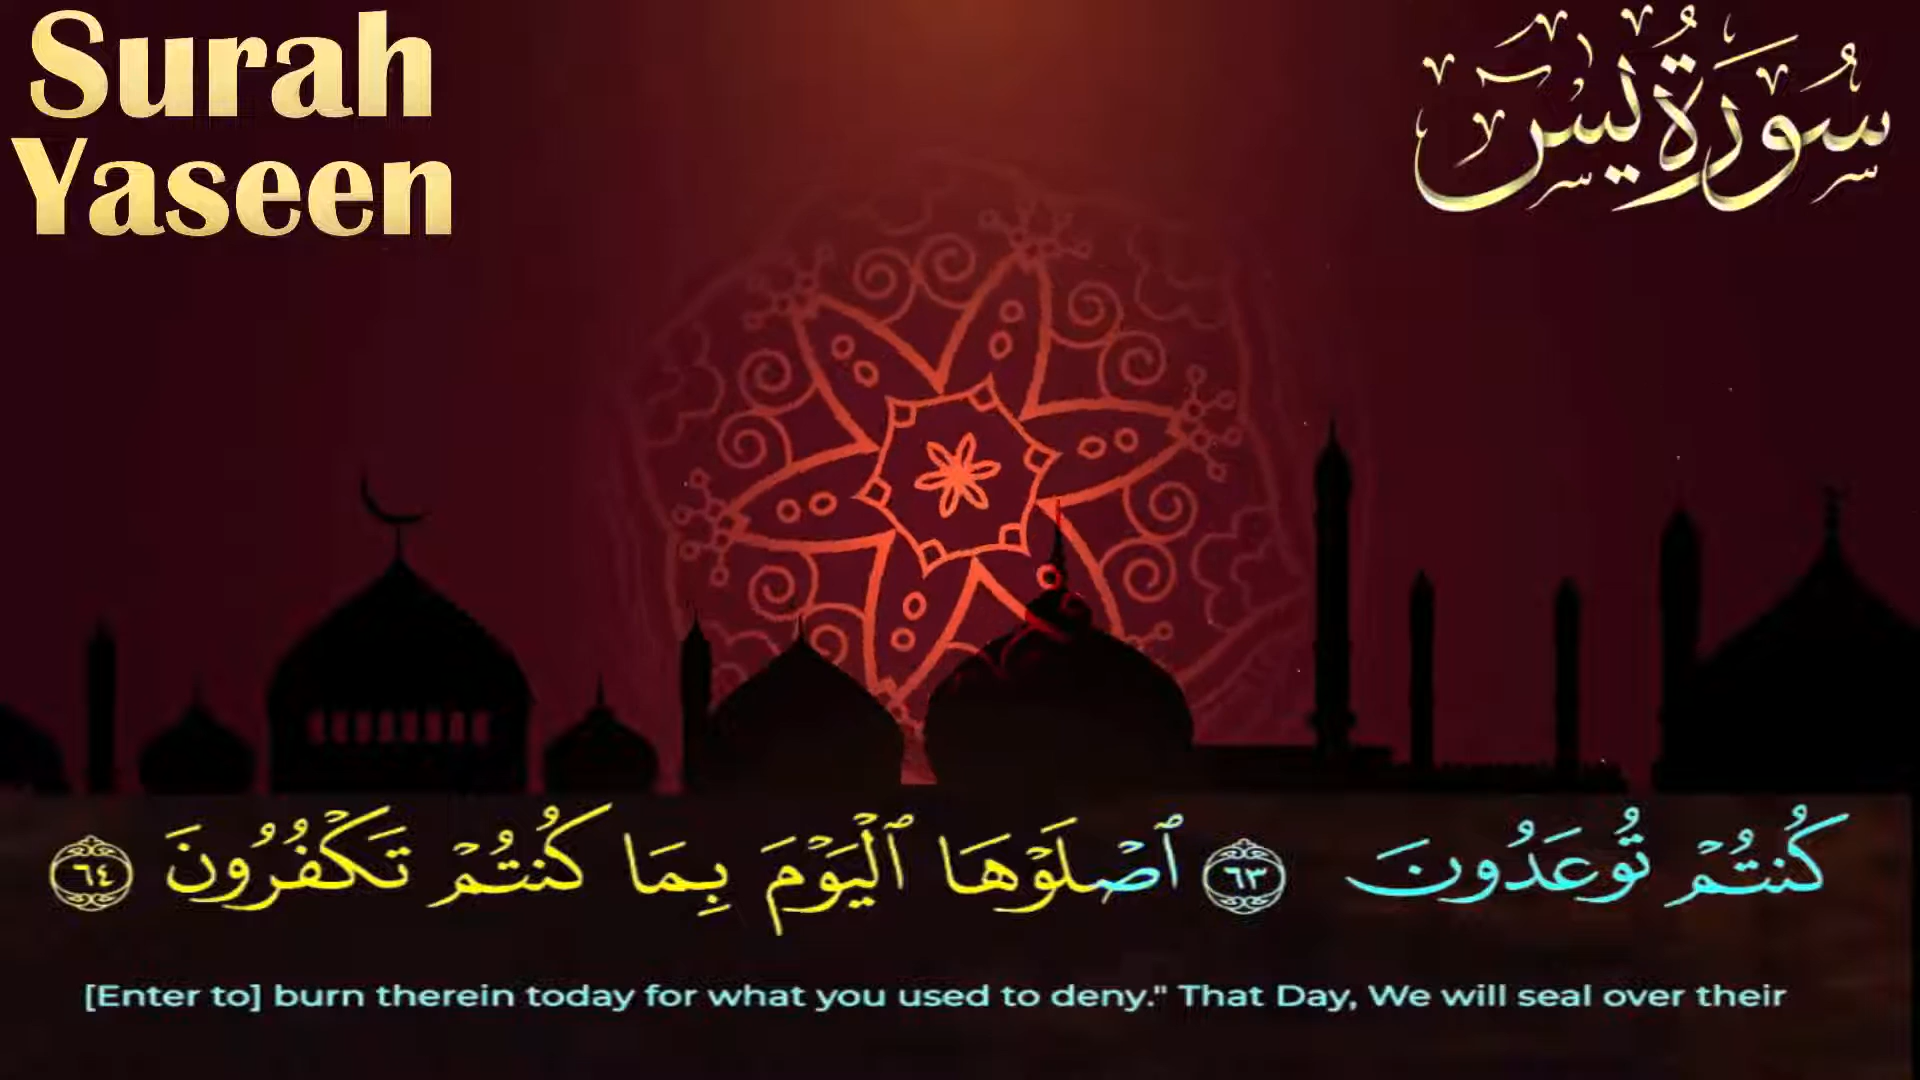 Surah
Yaseen
سُورَةُ يسٓ
كُنتُمْ تُوعَدُونَ ٦٣ ٱصْلَوْهَا ٱلْيَوْمَ بِمَا كُنتُمْ تَكْفُرُونَ ٦٤
[Enter to] burn therein today for what you used to deny." That Day, We will seal over their